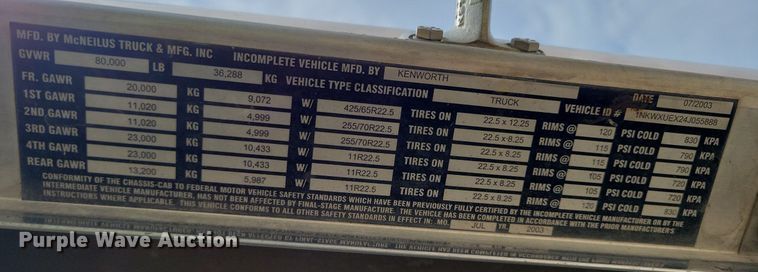 MFD. BY McNEILUS TRUCK & MFG. INC INCOMPLETE VEHICLE MFD. BY KENWORTH DATE 07/2003
GVWR 80,000 LB 36,288 KG VEHICLE TYPE CLASSIFICATION TRUCK VEHICLE ID # 1NKWXUEX24J055888
FR. GAWR 20,000 KG 9,072 W/ 425/65R22.5 TIRES ON 22.5 x 12.25 RIMS @ 120 PSI COLD 830 KPA
1ST GAWR 11,020 KG 4,999 W/ 255/70R22.5 TIRES ON 22.5 x 8.25 RIMS @ 115 PSI COLD 790 KPA
2ND GAWR 11,020 KG 4,999 W/ 255/70R22.5 TIRES ON 22.5 x 8.25 RIMS @ 115 PSI COLD 790 KPA
3RD GAWR 23,000 KG 10,433 W/ 11R22.5 TIRES ON 22.5 x 8.25 RIMS @ 105 PSI COLD 720 KPA
4TH GAWR 23,000 KG 10,433 W/ 11R22.5 TIRES ON 22.5 x 8.25 RIMS @ 105 PSI COLD 720 KPA
REAR GAWR 13,200 KG 5,987 W/ 11R22.5 TIRES ON 22.5 x 8.25 RIMS @ 120 PSI COLD 830 KPA
CONFORMITY OF THE CHASSIS-CAB TO FEDERAL MOTOR VEHICLE SAFETY STANDARDS WHICH HAVE BEEN PREVIOUSLY FULLY CERTIFIED BY THE INCOMPLETE VEHICLE MANUFACTURER OR BY THE
INTERMEDIATE VEHICLE MANUFACTURER, HAS NOT BEEN AFFECTED BY FINAL-STAGE MANUFACTURE. THE VEHICLE HAS BEEN COMPLETED IN ACCORDANCE WITH THE PRIOR MANUFACTURER'S
INSTRUCTIONS WHERE APPLICABLE. THIS VEHICLE CONFORMS TO ALL OTHER SAFETY STANDARDS IN EFFECT IN: MO. JUL YR. 2003
Purple Wave Auction